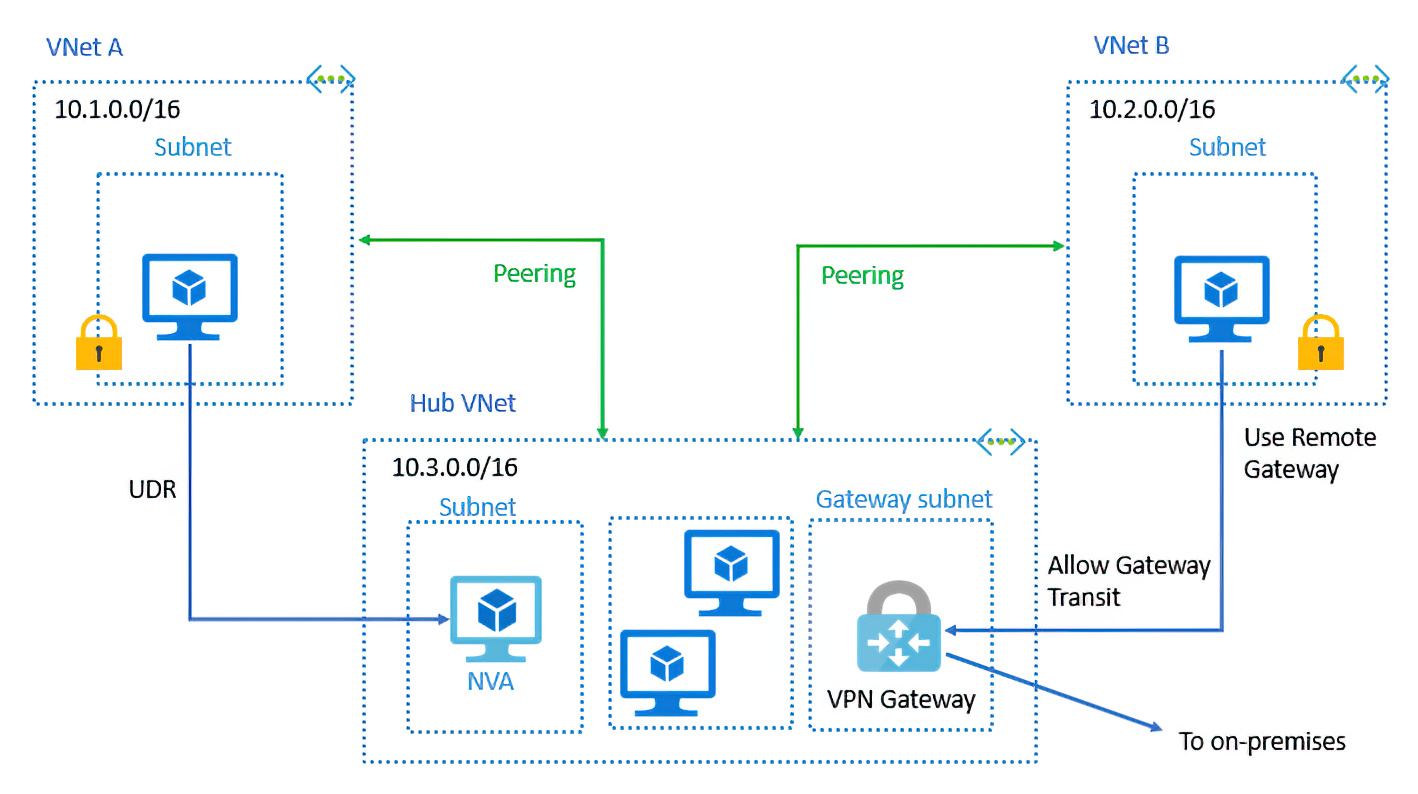 VNet A
VNet B
10.1.0.0/16
Subnet
10.2.0.0/16
Subnet
Peering
Peering
Hub VNet
Use Remote
Gateway
UDR
10.3.0.0/16
Subnet
Gateway subnet
Allow Gateway
Transit
NVA
VPN Gateway
To on-premises